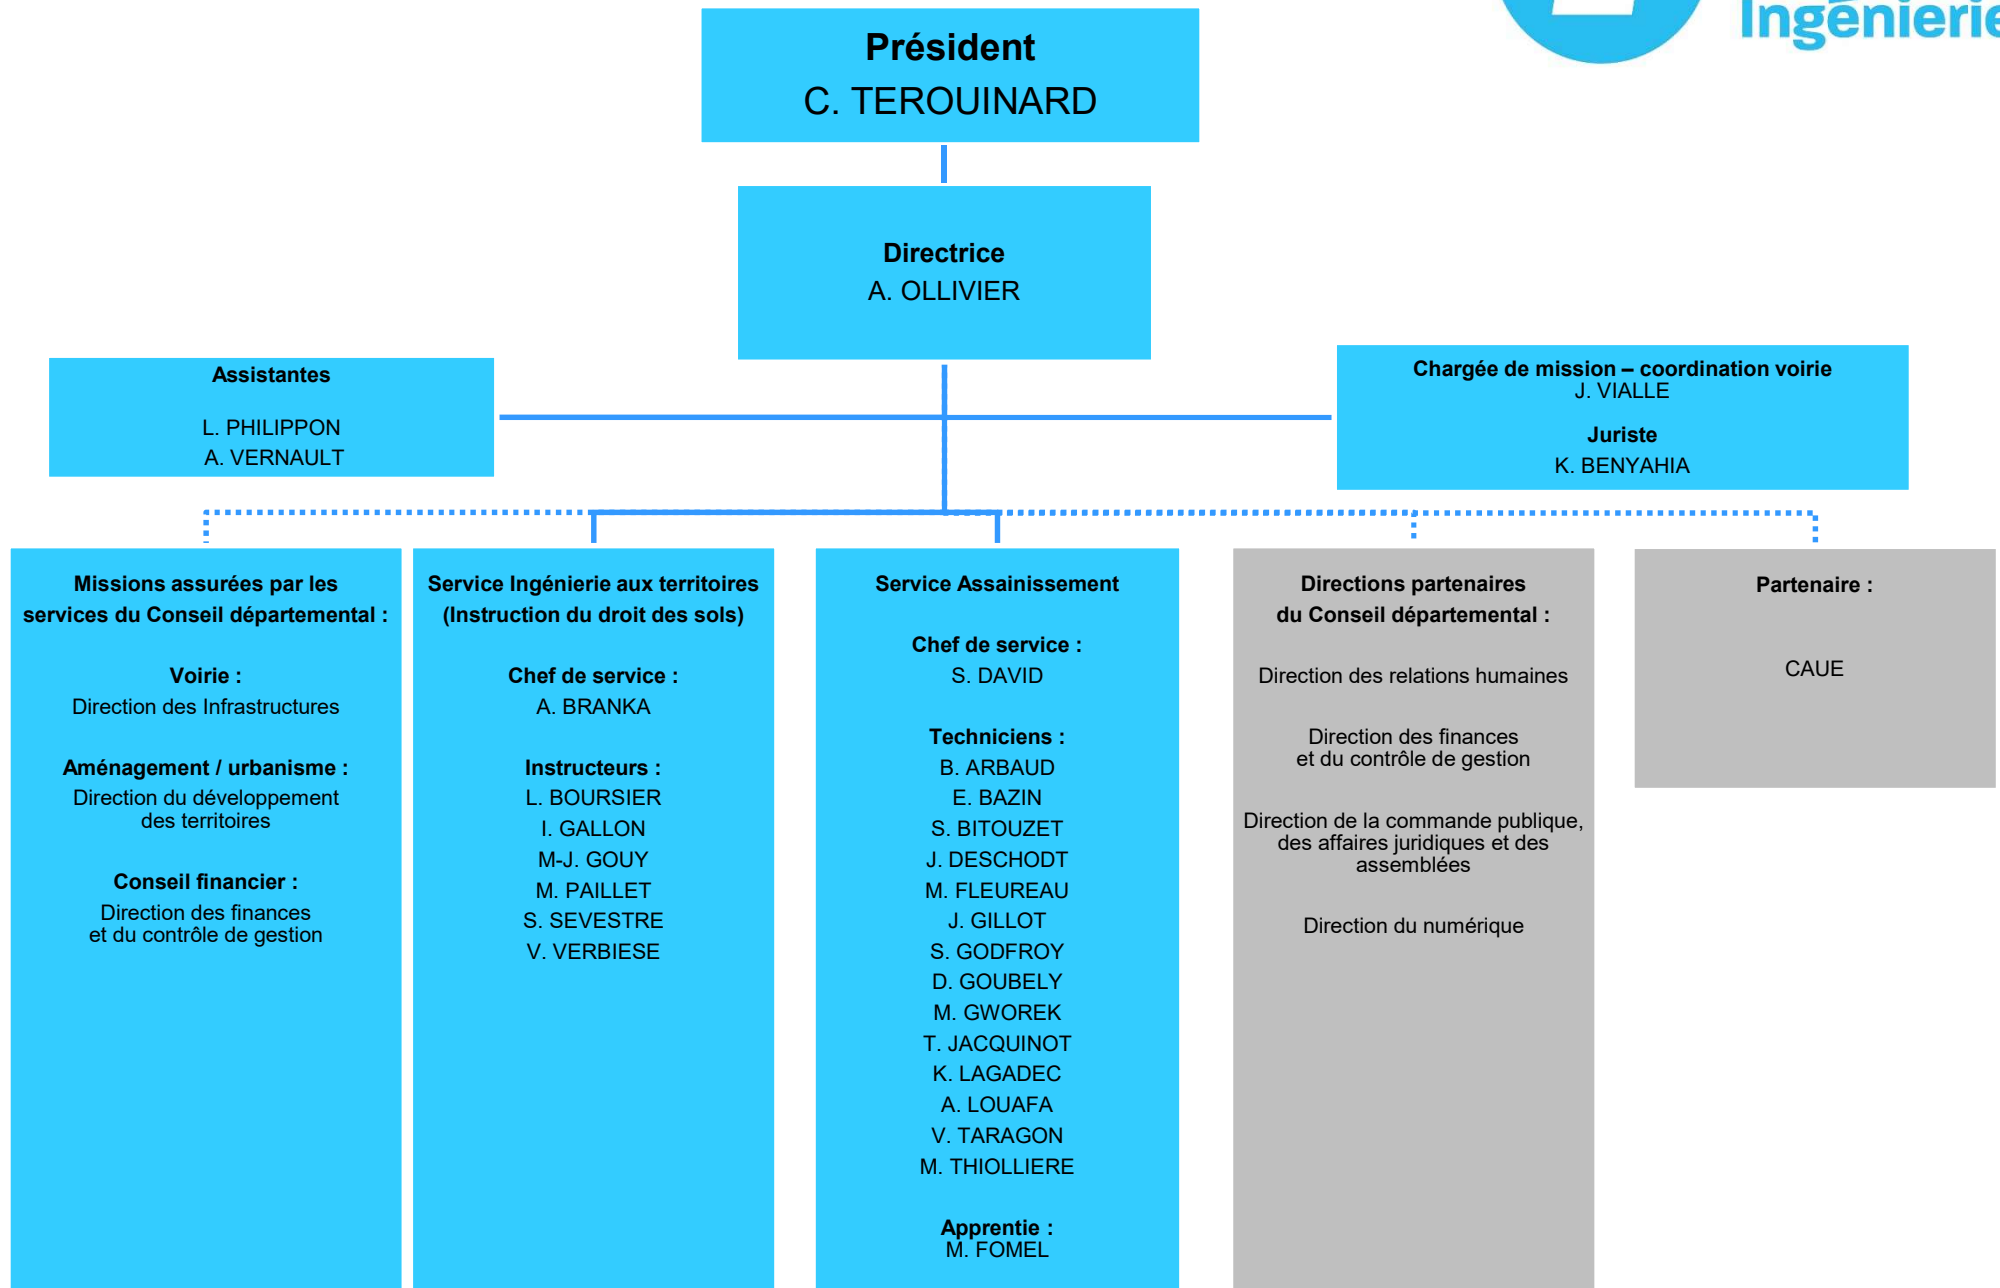 Ingénierie
Président
C. TEROUINARD
Directrice
A. OLLIVIER
Assistantes
L. PHILIPPON
A. VERNAULT
Chargée de mission – coordination voirie
J. VIALLE
Juriste
K. BENYAHIA
Missions assurées par les
services du Conseil départemental :
Voirie :
Direction des Infrastructures
Aménagement / urbanisme :
Direction du développement
des territoires
Conseil financier :
Direction des finances
et du contrôle de gestion
Service Ingénierie aux territoires
(Instruction du droit des sols)
Chef de service :
A. BRANKA
Instructeurs :
L. BOURSIER
I. GALLON
M-J. GOUY
M. PAILLET
S. SEVESTRE
V. VERBIESE
Service Assainissement
Chef de service :
S. DAVID
Techniciens :
B. ARBAUD
E. BAZIN
S. BITOUZET
J. DESCHODT
M. FLEUREAU
J. GILLOT
S. GODFROY
D. GOUBELY
M. GWOREK
T. JACQUINOT
K. LAGADEC
A. LOUAFA
V. TARAGON
M. THIOLLIERE
Apprentie :
M. FOMEL
Directions partenaires
du Conseil départemental :
Direction des relations humaines
Direction des finances
et du contrôle de gestion
Direction de la commande publique,
des affaires juridiques et des
assemblées
Direction du numérique
Partenaire :
CAUE